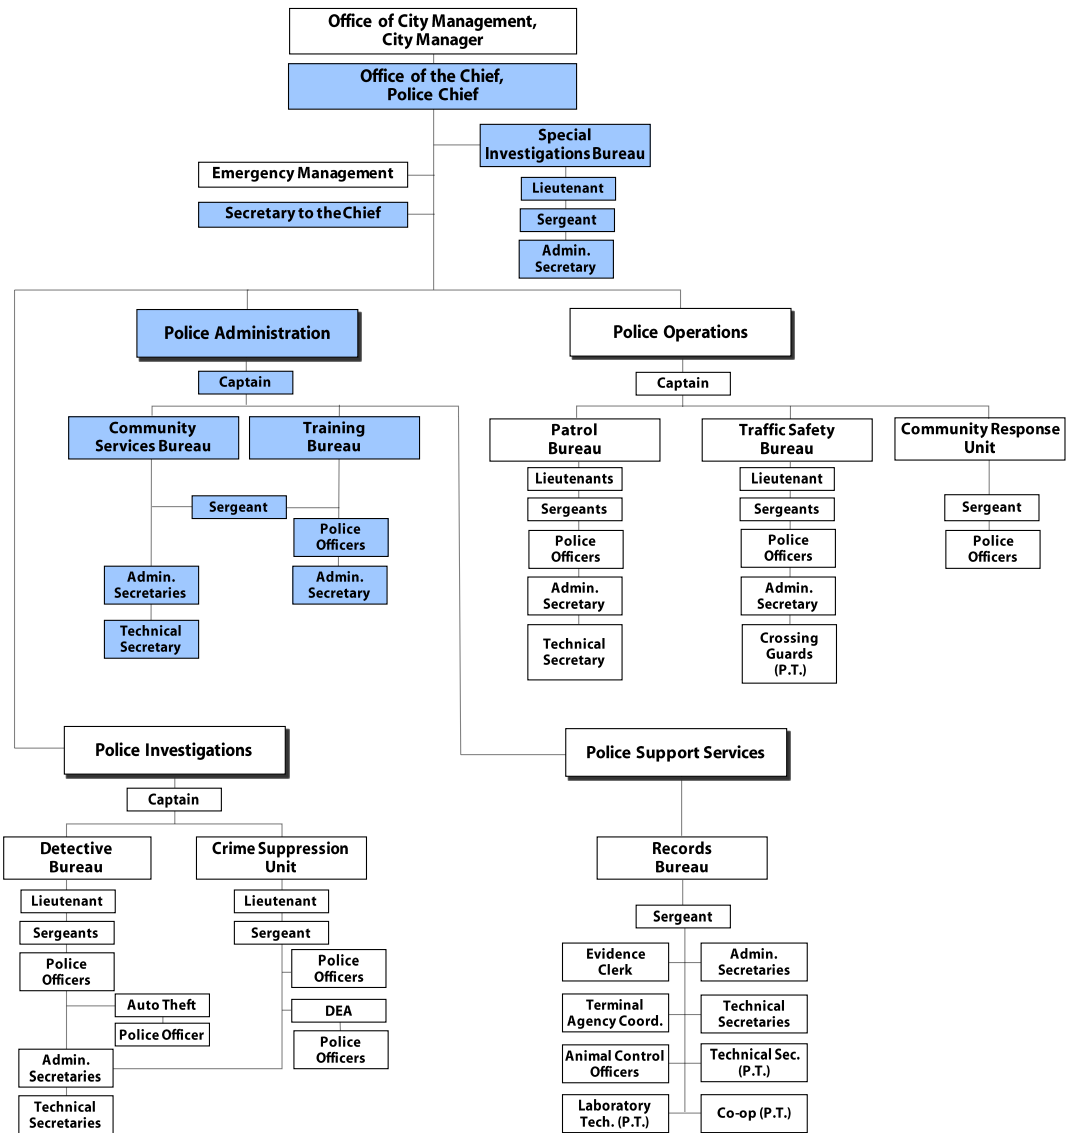 Office of City Management,
City Manager
Office of the Chief,
Police Chief
Special
Investigations Bureau
Emergency Management
Lieutenant
Secretary to the Chief
Sergeant
Admin.
Secretary
Police Administration
Police Operations
Captain
Captain
Community
Services Bureau
Training
Bureau
Patrol
Bureau
Traffic Safety
Bureau
Community Response
Unit
Lieutenants
Lieutenant
Sergeant
Sergeants
Sergeants
Sergeant
Police
Officers
Police
Officers
Police
Officers
Police
Officers
Admin.
Secretaries
Admin.
Secretary
Admin.
Secretary
Admin.
Secretary
Technical
Secretary
Technical
Secretary
Crossing
Guards
(P.T.)
Police Investigations
Police Support Services
Captain
Detective
Bureau
Crime Suppression
Unit
Records
Bureau
Lieutenant
Lieutenant
Sergeant
Sergeants
Sergeant
Police
Officers
Police
Officers
Evidence
Clerk
Admin.
Secretaries
Auto Theft
DEA
Terminal
Agency Coord.
Technical
Secretaries
Police Officer
Police
Officers
Admin.
Secretaries
Animal Control
Officers
Technical Sec.
(P.T.)
Technical
Secretaries
Laboratory
Tech. (P.T.)
Co-op (P.T.)